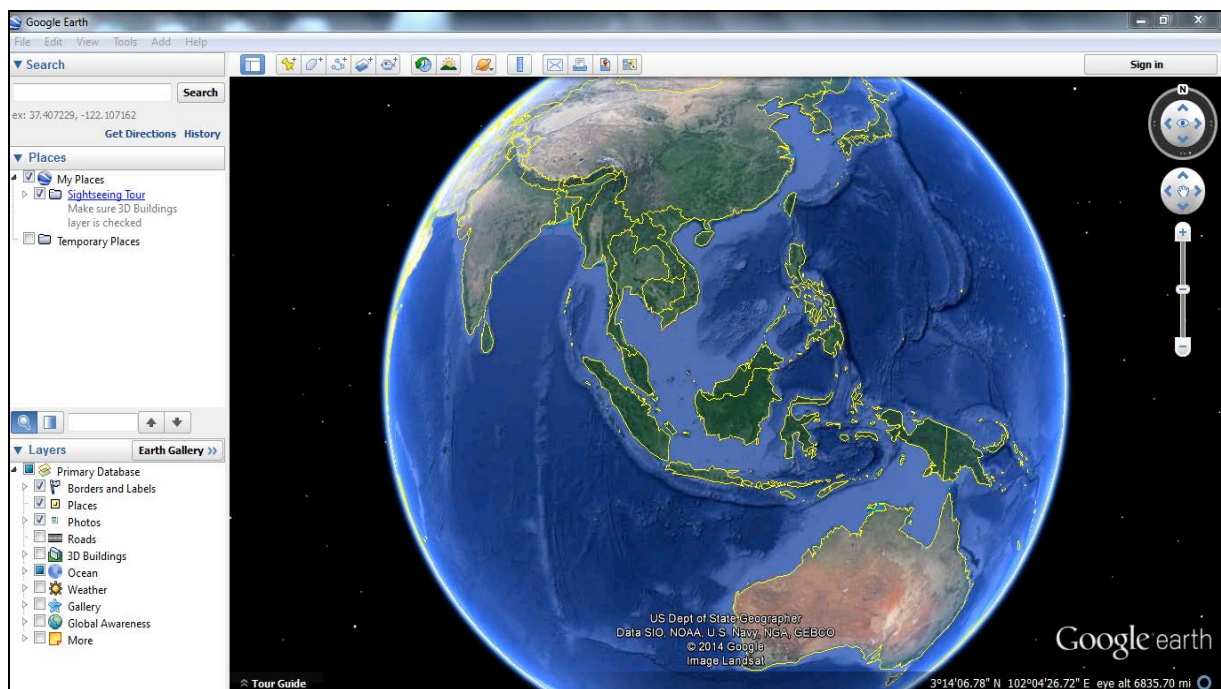 Google Earth
File Edit View Tools Add Help
▼ Search
Search
ex: 37.407229, -122.107162
Get Directions History
▼ Places
My Places
Sightseeing Tour
Make sure 3D Buildings
layer is checked
Temporary Places
▼ Layers
Earth Gallery >>
Primary Database
Borders and Labels
Places
Photos
Roads
3D Buildings
Ocean
Weather
Gallery
Global Awareness
More
Sign in
N
US Dept of State Geographer
Data SIO, NOAA, U.S. Navy, NGA, GEBCO
© 2014 Google
Image Landsat
Google earth
Tour Guide
3°14'06.78" N 102°04'26.72" E eye alt 6835.70 mi